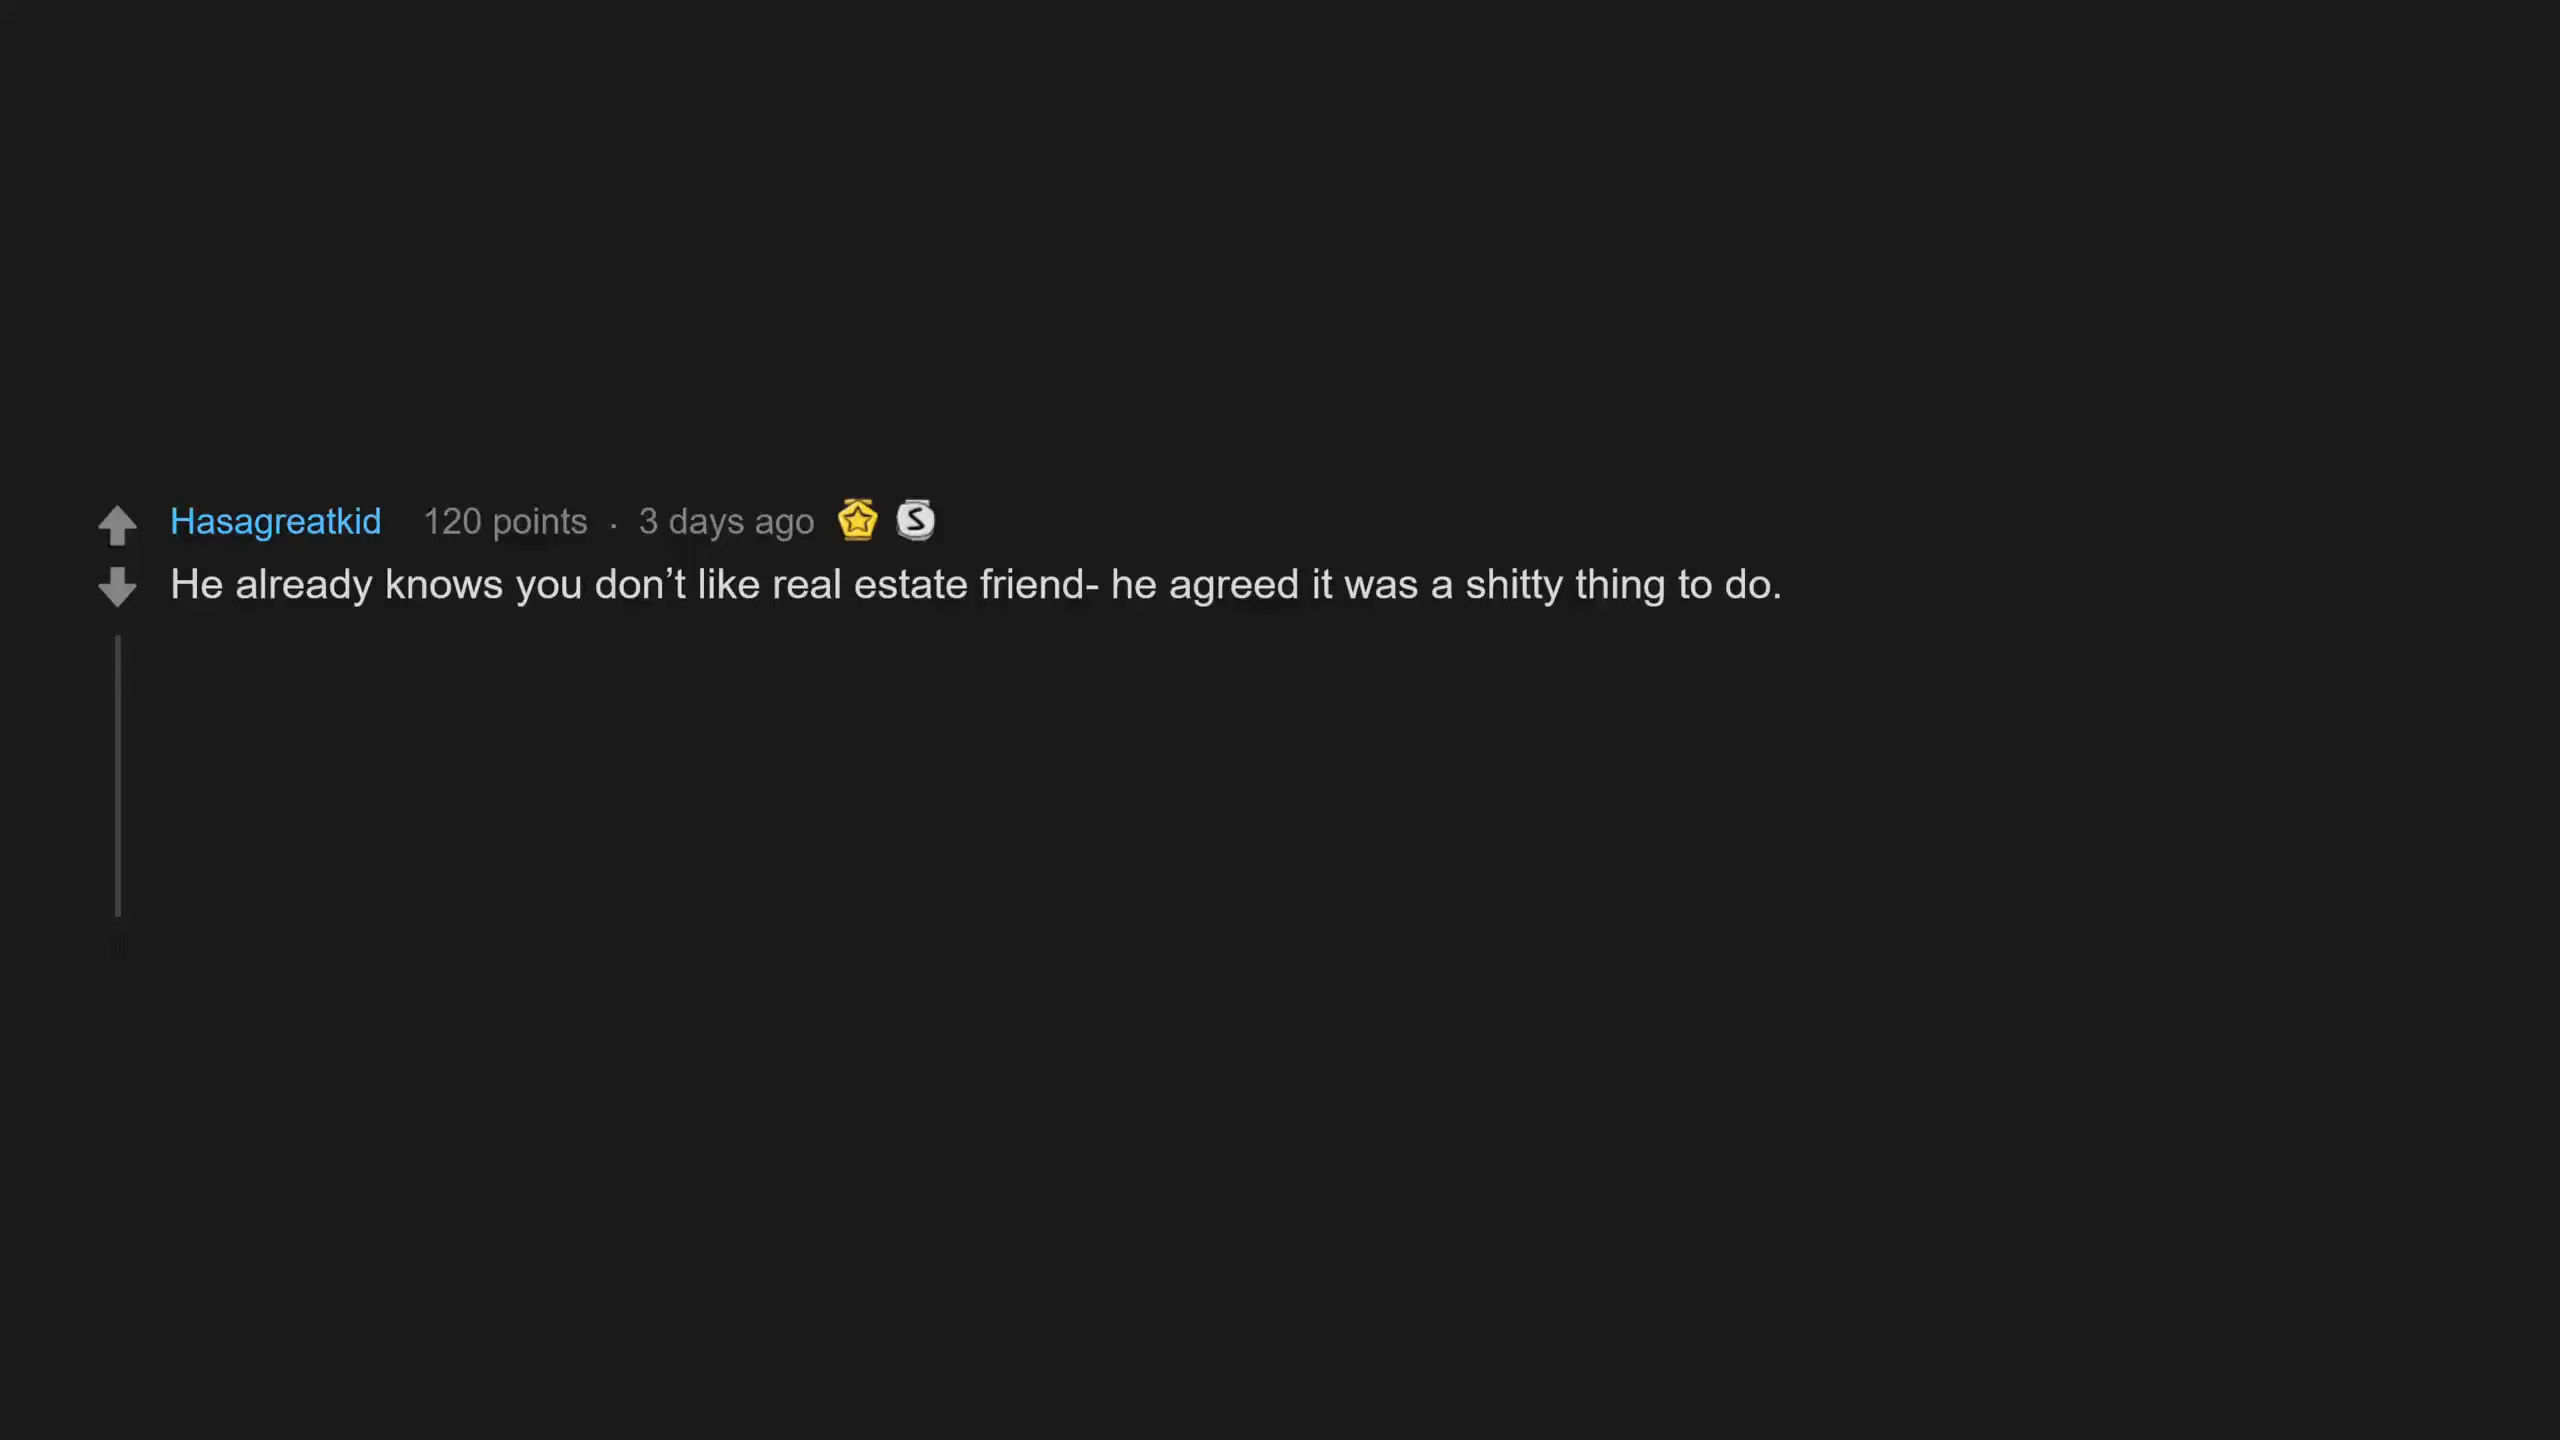 Hasagreatkid 120 points . 3 days ago S
He already knows you don’t like real estate friend- he agreed it was a shitty thing to do.